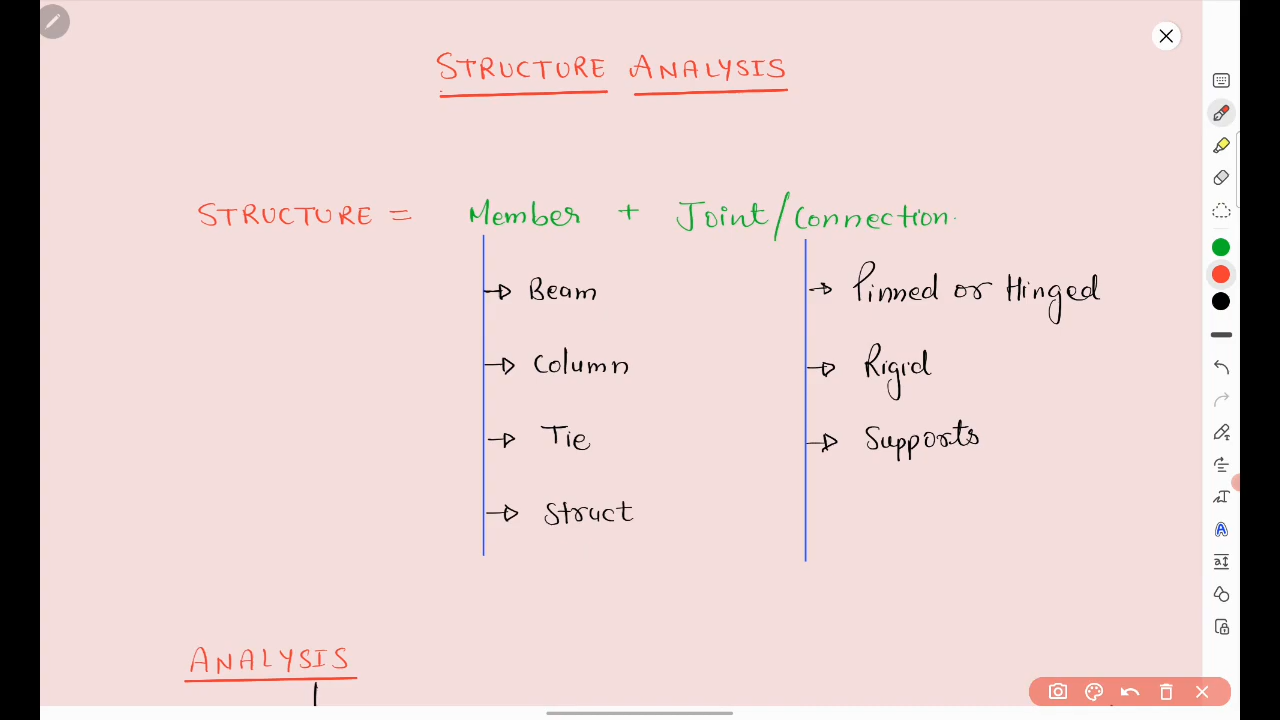 STRUCTURE ANALYSIS
STRUCTURE = Member + Joint/Connection.
→ Beam → Pinned or Hinged
→ Column → Rigid
→ Tie → Supports
→ Struct
ANALYSIS